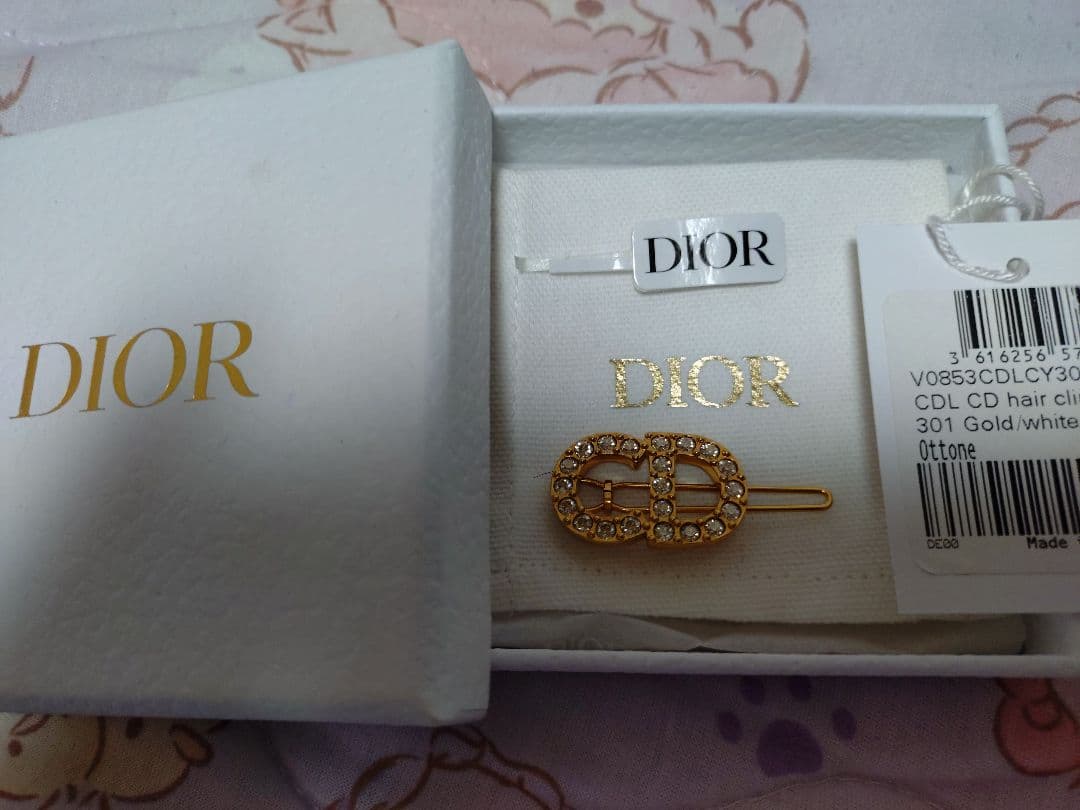 DIOR
DIOR
DIOR
3 616256 57
V0853CDLCY30
CDL CD hair cli
301 Gold/white
Ottone
DE00 Made